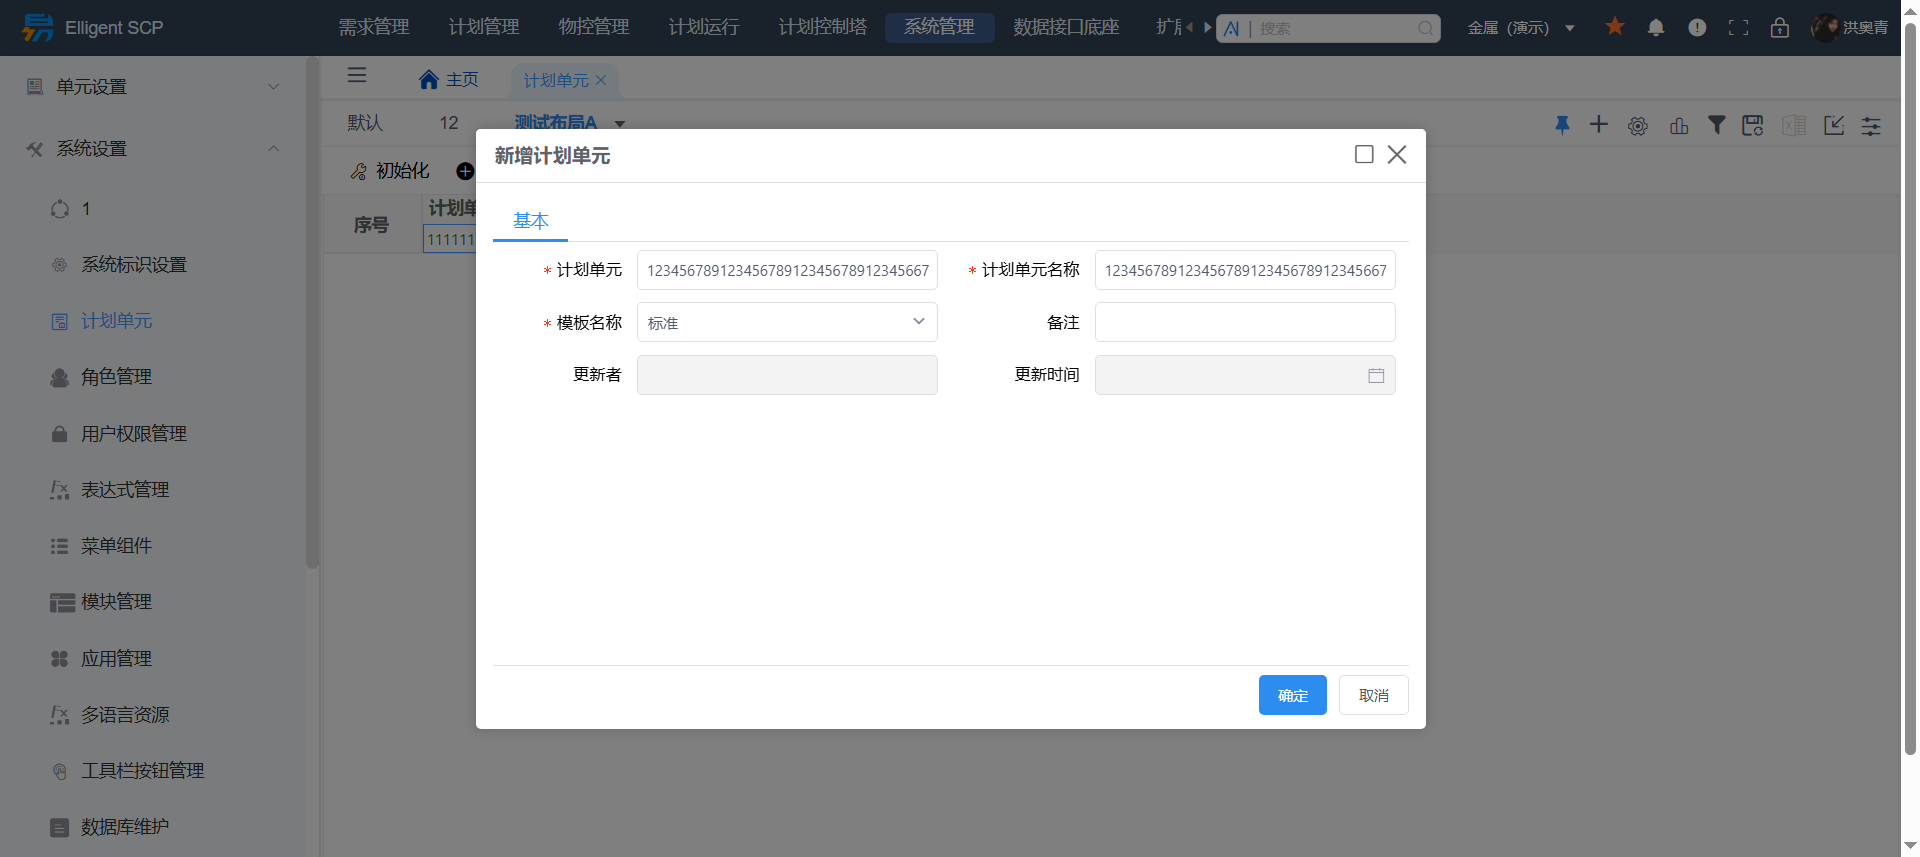 Elligent SCP
需求管理
计划管理
物控管理
计划运行
计划控制塔
系统管理
数据接口底座
AI | 搜索
金属（演示）
洪奥青
单元设置
系统设置
1
系统标识设置
计划单元
角色管理
用户权限管理
表达式管理
菜单组件
模块管理
应用管理
多语言资源
工具栏按钮管理
数据库维护
主页
计划单元
默认
12
测试布局A
初始化
序号
计划单
111111
新增计划单元
基本
* 计划单元
12345678912345678912345678912345667
* 计划单元名称
12345678912345678912345678912345667
* 模板名称
标准
备注
更新者
更新时间
确定
取消